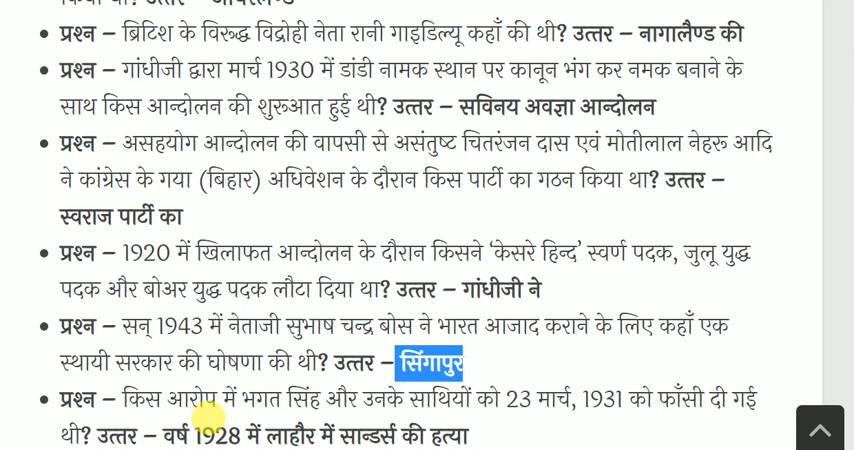 प्रश्न – ब्रिटिश के विरूद्ध विद्रोही नेता रानी गाइडिल्यू कहाँ की थी? उत्तर – नागालैण्ड की
प्रश्न – गांधीजी द्वारा मार्च 1930 में डांडी नामक स्थान पर कानून भंग कर नमक बनाने के
साथ किस आन्दोलन की शुरूआत हुई थी? उत्तर – सविनय अवज्ञा आन्दोलन
प्रश्न – असहयोग आन्दोलन की वापसी से असंतुष्ट चितरंजन दास एवं मोतीलाल नेहरू आदि
ने कांग्रेस के गया (बिहार) अधिवेशन के दौरान किस पार्टी का गठन किया था? उत्तर –
स्वराज पार्टी का
प्रश्न – 1920 में खिलाफत आन्दोलन के दौरान किसने ‘केसरे हिन्द’ स्वर्ण पदक, जुलू युद्ध
पदक और बोअर युद्ध पदक लौटा दिया था? उत्तर – गांधीजी ने
प्रश्न – सन् 1943 में नेताजी सुभाष चन्द्र बोस ने भारत आजाद कराने के लिए कहाँ एक
स्थायी सरकार की घोषणा की थी? उत्तर – सिंगापुर
प्रश्न – किस आरोप में भगत सिंह और उनके साथियों को 23 मार्च, 1931 को फाँसी दी गई
थी? उत्तर – वर्ष 1928 में लाहौर में सान्डर्स की हत्या